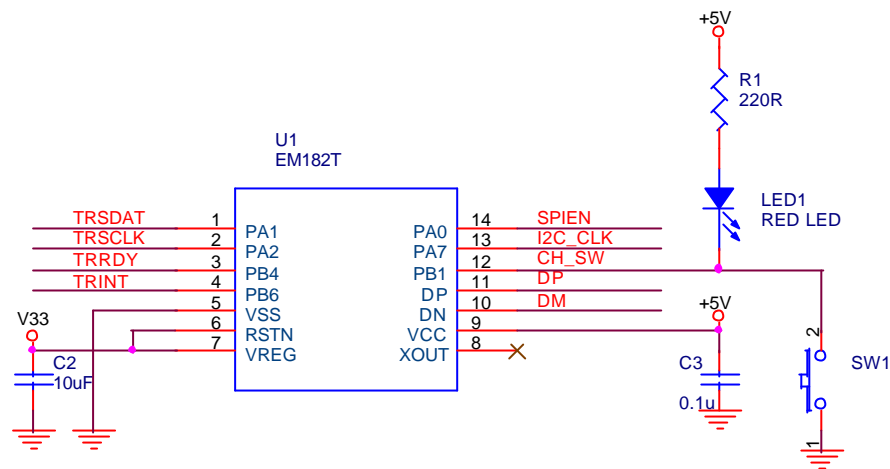 +5V
R1
220R
U1
EM182T
LED1
RED LED
TRSDAT 1 PA1
TRSCLK 2 PA2
TRRDY 3 PB4
TRINT 4 PB6
5 VSS
6 RSTN
7 VREG
PA0 14 SPIEN
PA7 13 I2C_CLK
PB1 12 CH_SW
DP 11 DP
DN 10 DM
VCC 9
XOUT 8
V33
C2
10uF
+5V
C3
0.1u
2
SW1
1